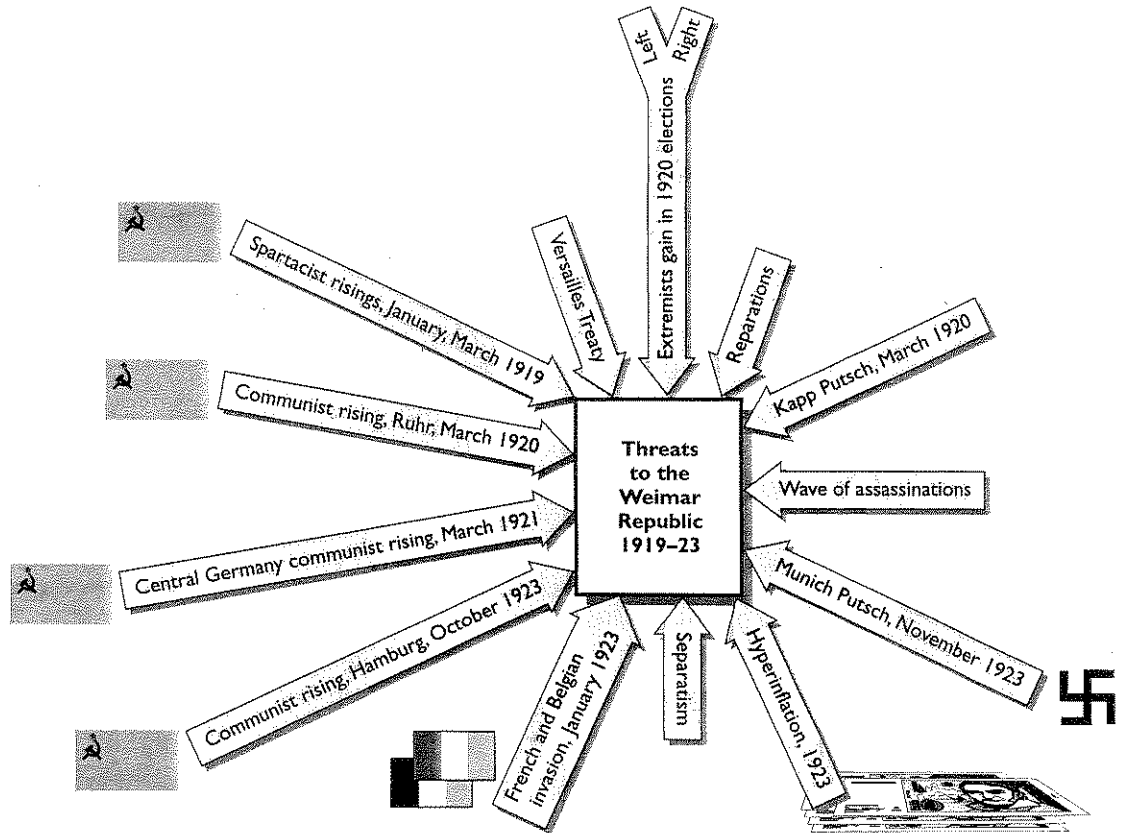 Left
Right
Extremists gain in 1920 elections
Versailles Treaty
Reparations
Spartacist risings, January, March 1919
Kapp Putsch, March 1920
Communist rising, Ruhr, March 1920
Threats
to the
Weimar
Republic
1919–23
Wave of assassinations
Central Germany communist rising, March 1921
Munich Putsch, November 1923
Communist rising Hamburg, October 1923
French and Belgian
invasion, January 1923
Separatism
Hyperinflation, 1923